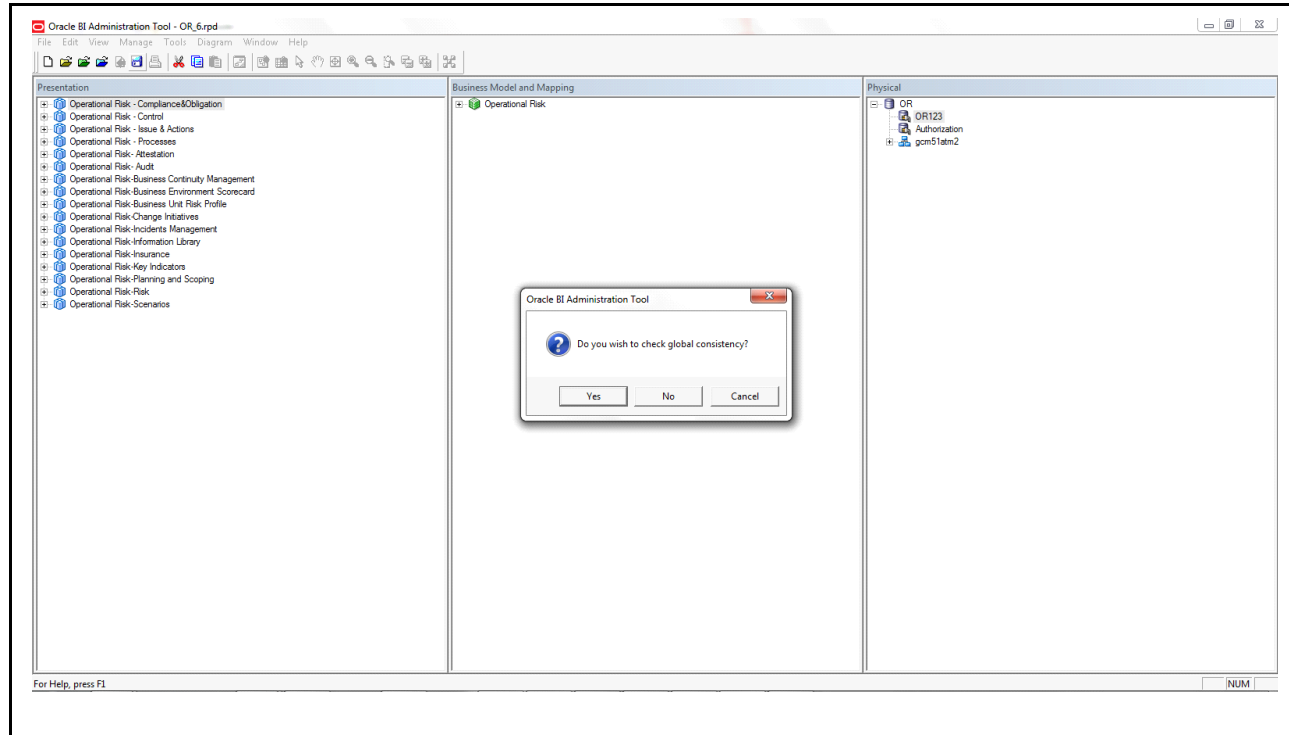 Oracle BI Administration Tool - OR_6.rpd
File Edit View Manage Tools Diagram Window Help
Presentation
Operational Risk - Compliance&Obligation
Operational Risk - Control
Operational Risk - Issue & Actions
Operational Risk - Processes
Operational Risk- Attestation
Operational Risk- Audit
Operational Risk-Business Continuity Management
Operational Risk-Business Environment Scorecard
Operational Risk-Business Unit Risk Profile
Operational Risk-Change Initiatives
Operational Risk-Incidents Management
Operational Risk-Information Library
Operational Risk-Insurance
Operational Risk-Key Indicators
Operational Risk-Planning and Scoping
Operational Risk-Risk
Operational Risk-Scenarios
Business Model and Mapping
Operational Risk
Physical
OR
OR123
Authorization
gcm51atm2
Oracle BI Administration Tool
Do you wish to check global consistency?
Yes No Cancel
For Help, press F1
NUM